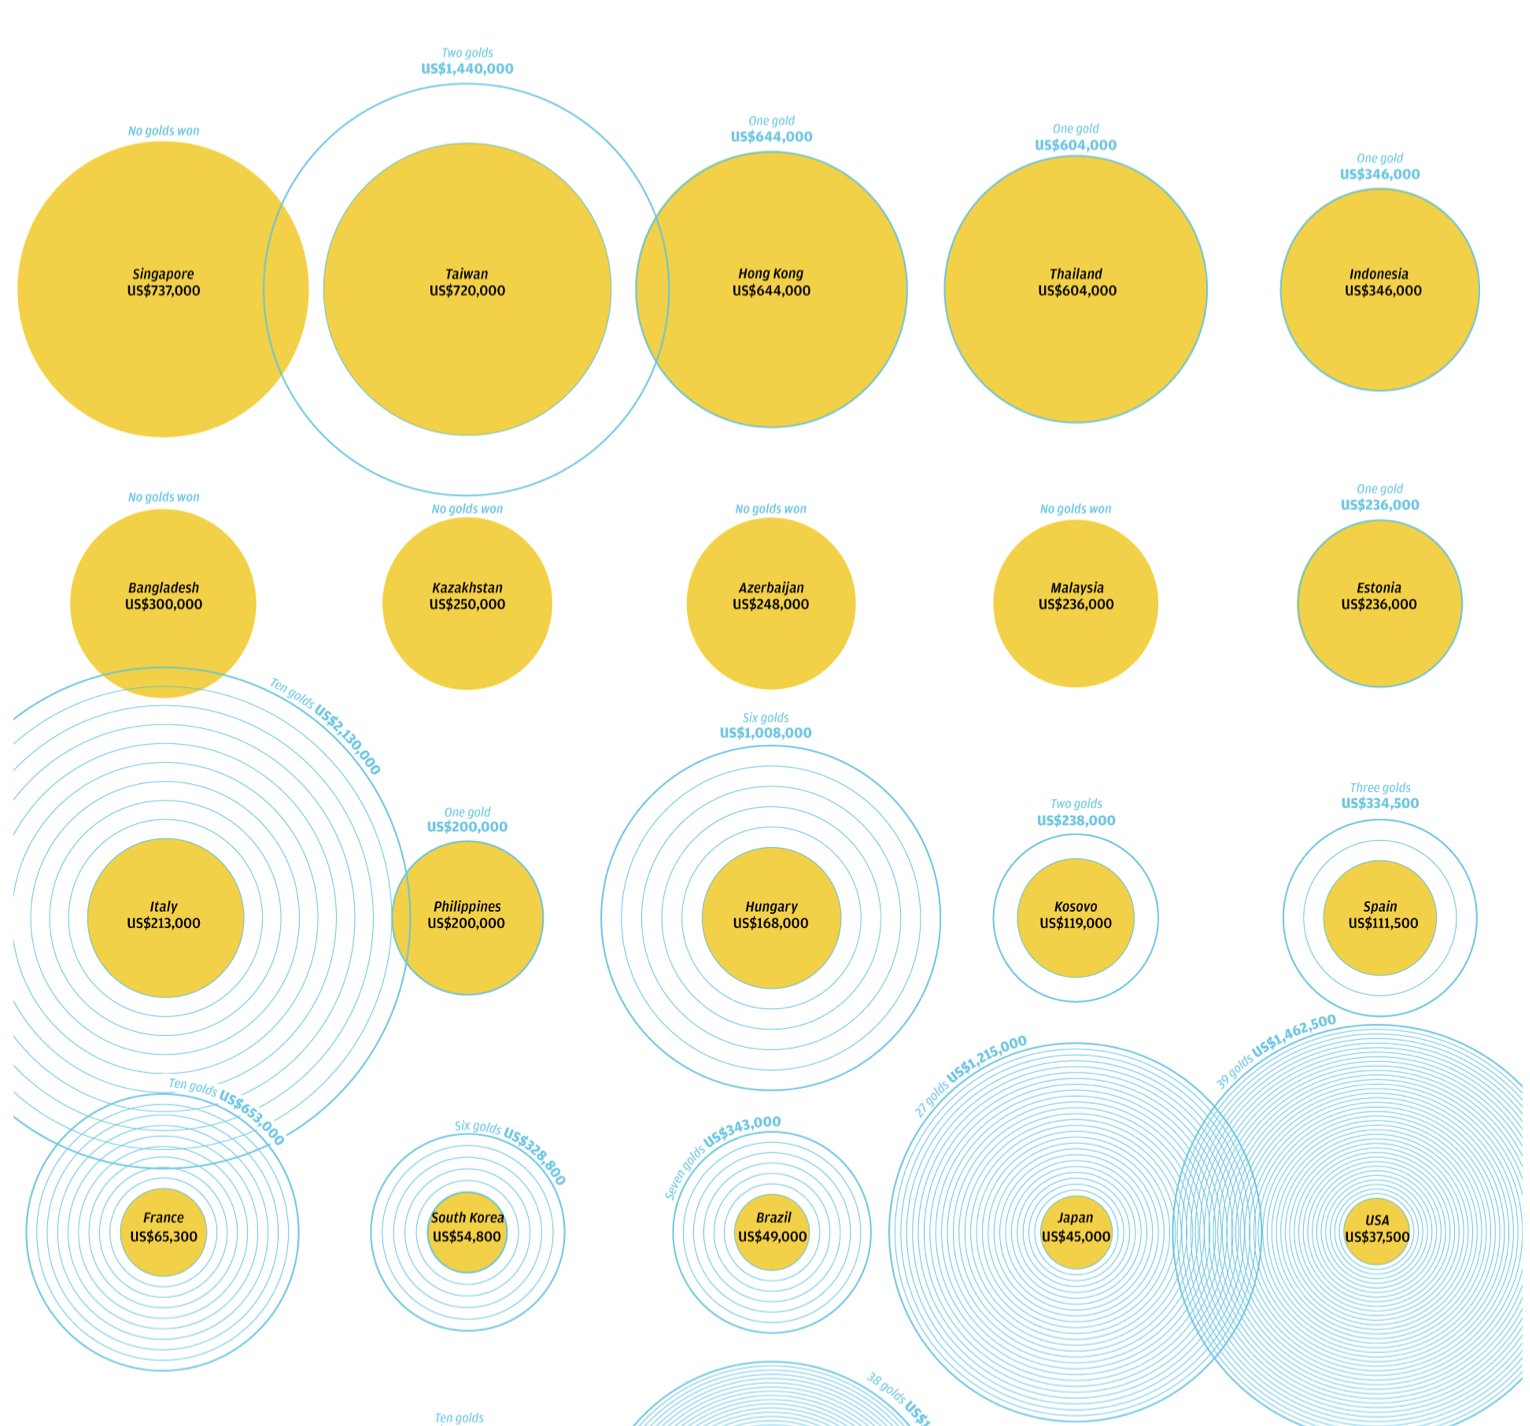 Two golds
US$1,440,000
No golds won
One gold
US$644,000
One gold
US$604,000
One gold
US$346,000
Singapore
US$737,000
Taiwan
US$720,000
Hong Kong
US$644,000
Thailand
US$604,000
Indonesia
US$346,000
No golds won
No golds won
No golds won
No golds won
One gold
US$236,000
Bangladesh
US$300,000
Kazakhstan
US$250,000
Azerbaijan
US$248,000
Malaysia
US$236,000
Estonia
US$236,000
Ten golds US$2,130,000
One gold
US$200,000
Six golds
US$1,008,000
Two golds
US$238,000
Three golds
US$334,500
Italy
US$213,000
Philippines
US$200,000
Hungary
US$168,000
Kosovo
US$119,000
Spain
US$111,500
Ten golds US$653,000
Six golds US$328,800
Seven golds US$343,000
27 golds US$1,215,000
39 golds US$1,462,500
France
US$65,300
South Korea
US$54,800
Brazil
US$49,000
Japan
US$45,000
USA
US$37,500
Ten golds
38 golds US$